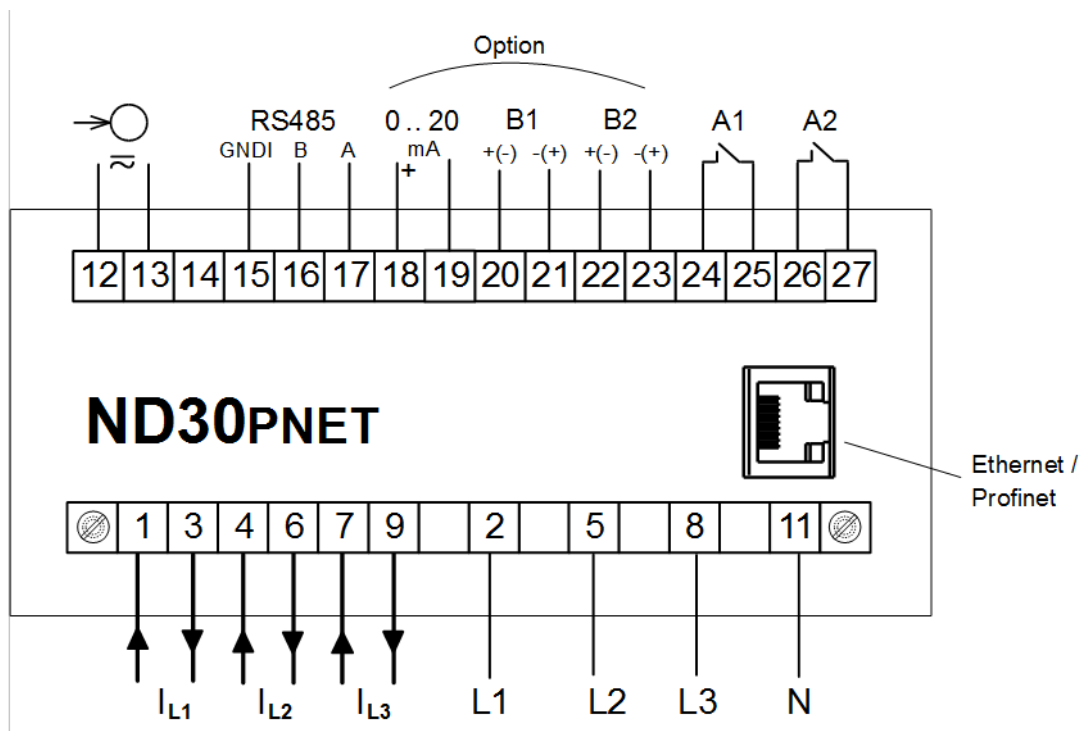 Option
RS485 0 .. 20 B1 B2 A1 A2
GNDI B A mA +(-) -(+) +(-) -(+)
+
12 13 14 15 16 17 18 19 20 21 22 23 24 25 26 27
ND30PNET
Ethernet /
Profinet
1 3 4 6 7 9 2 5 8 11
IL1 IL2 IL3 L1 L2 L3 N